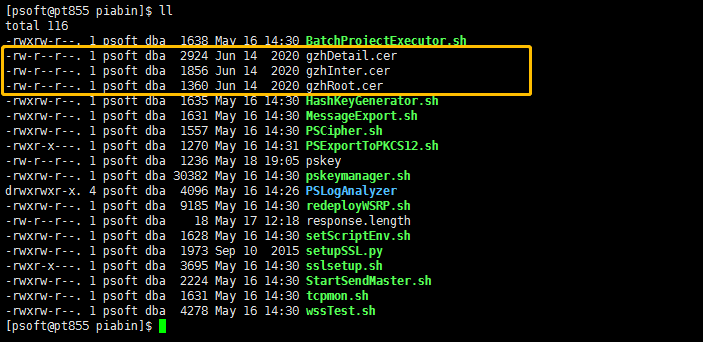 [psoft@pt855 piabin]$ ll
total 116
-rwxrw-r--. 1 psoft dba  1638 May 16 14:30 BatchProjectExecutor.sh
-rw-r--r--. 1 psoft dba  2924 Jun 14  2020 gzhDetail.cer
-rw-r--r--. 1 psoft dba  1856 Jun 14  2020 gzhInter.cer
-rw-r--r--. 1 psoft dba  1360 Jun 14  2020 gzhRoot.cer
-rwxrw-r--. 1 psoft dba  1635 May 16 14:30 HashKeyGenerator.sh
-rwxrw-r--. 1 psoft dba  1631 May 16 14:30 MessageExport.sh
-rwxrw-r--. 1 psoft dba  1557 May 16 14:30 PSCipher.sh
-rwxr-x---. 1 psoft dba  1270 May 16 14:31 PSExportToPKCS12.sh
-rw-r--r--. 1 psoft dba  1236 May 18 19:05 pskey
-rwxrw-r--. 1 psoft dba 30382 May 16 14:30 pskeymanager.sh
drwxrwxr-x. 4 psoft dba  4096 May 16 14:26 PSLogAnalyzer
-rwxrw-r--. 1 psoft dba  9185 May 16 14:30 redeployWSRP.sh
-rw-r--r--. 1 psoft dba    18 May 17 12:18 response.length
-rwxrw-r--. 1 psoft dba  1628 May 16 14:30 setScriptEnv.sh
-rwxrw-r--. 1 psoft dba  1973 Sep 10  2015 setupSSL.py
-rwxr-x---. 1 psoft dba  3695 May 16 14:30 sslsetup.sh
-rwxrw-r--. 1 psoft dba  2224 May 16 14:30 StartSendMaster.sh
-rwxrw-r--. 1 psoft dba  1631 May 16 14:30 tcpmon.sh
-rwxrw-r--. 1 psoft dba  4278 May 16 14:30 wssTest.sh
[psoft@pt855 piabin]$